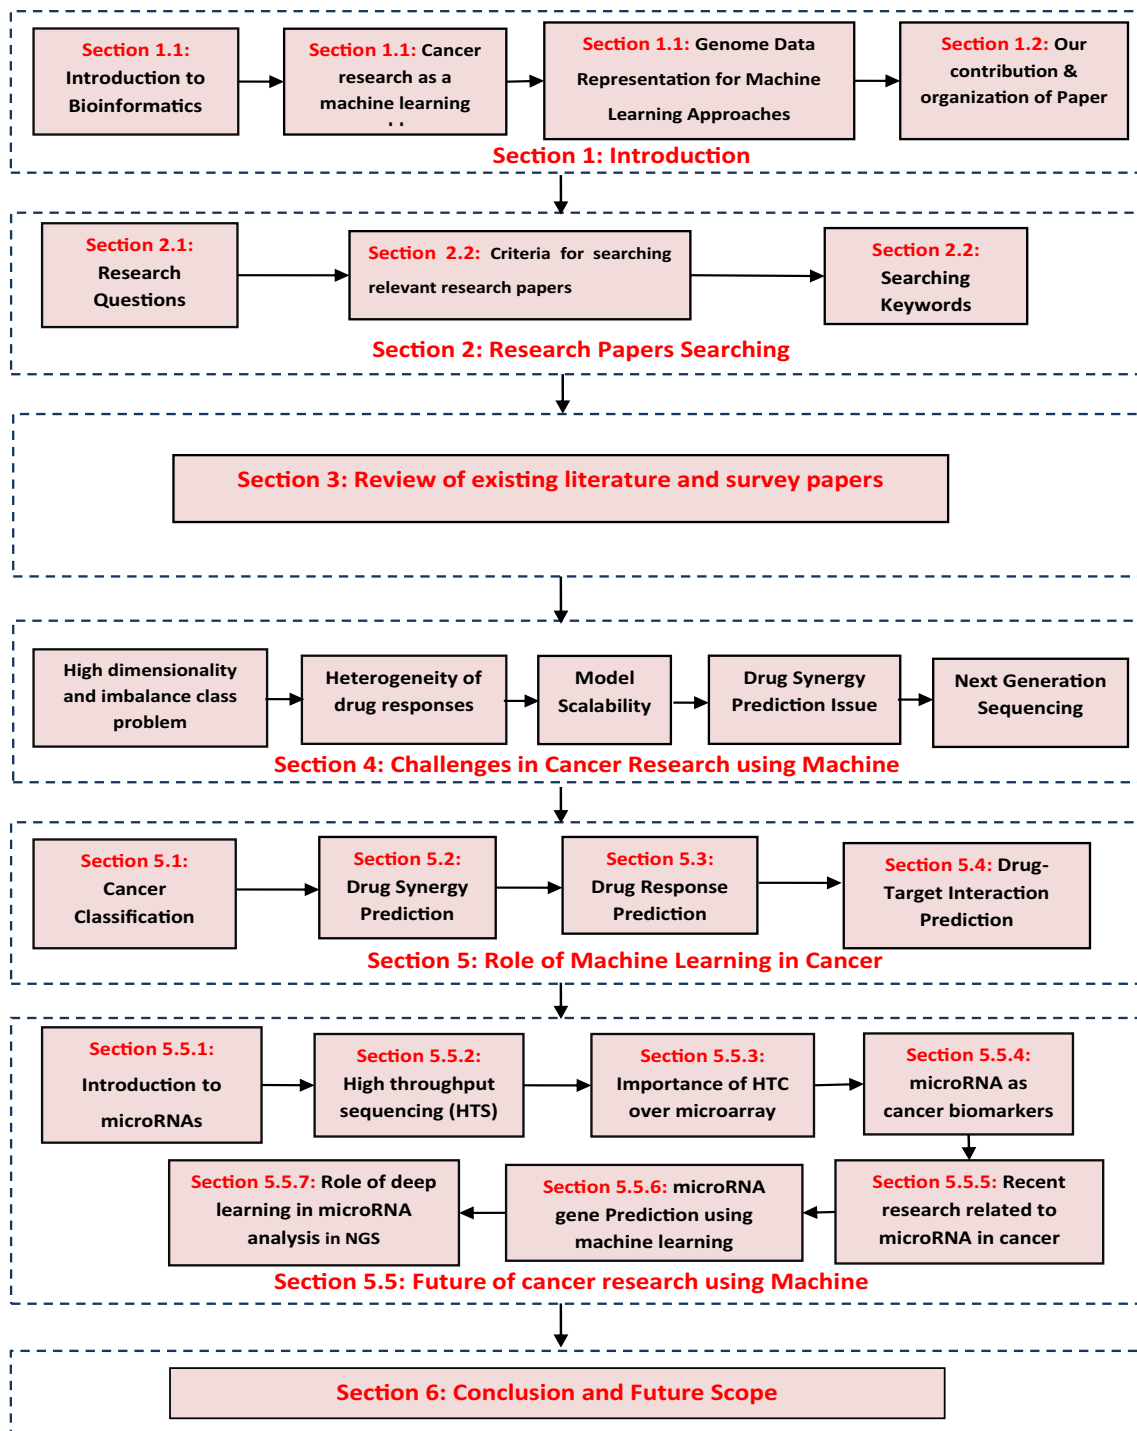 Section 1.1:
Introduction to
Bioinformatics
Section 1.1: Cancer
research as a
machine learning
Section 1.1: Genome Data
Representation for Machine
Learning Approaches
Section 1.2: Our
contribution &
organization of Paper
Section 1: Introduction
Section 2.1:
Research
Questions
Section 2.2: Criteria for searching
relevant research papers
Section 2.2:
Searching
Keywords
Section 2: Research Papers Searching
Section 3: Review of existing literature and survey papers
High dimensionality
and imbalance class
problem
Heterogeneity of
drug responses
Model
Scalability
Drug Synergy
Prediction Issue
Next Generation
Sequencing
Section 4: Challenges in Cancer Research using Machine
Section 5.1:
Cancer
Classification
Section 5.2:
Drug Synergy
Prediction
Section 5.3:
Drug Response
Prediction
Section 5.4: Drug-
Target Interaction
Prediction
Section 5: Role of Machine Learning in Cancer
Section 5.5.1:
Introduction to
microRNAs
Section 5.5.2:
High throughput
sequencing (HTS)
Section 5.5.3:
Importance of HTC
over microarray
Section 5.5.4:
microRNA as
cancer biomarkers
Section 5.5.5: Recent
research related to
microRNA in cancer
Section 5.5.6: microRNA
gene Prediction using
machine learning
Section 5.5.7: Role of deep
learning in microRNA
analysis in NGS
Section 5.5: Future of cancer research using Machine
Section 6: Conclusion and Future Scope